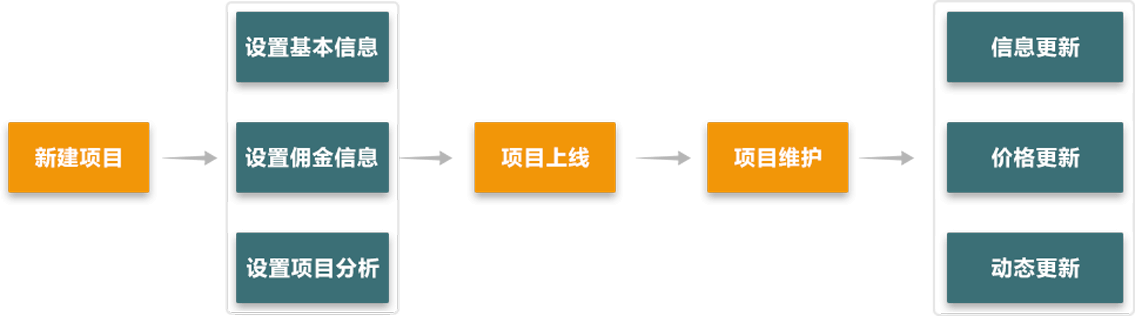 新建项目
设置基本信息
设置佣金信息
设置项目分析
项目上线
项目维护
信息更新
价格更新
动态更新